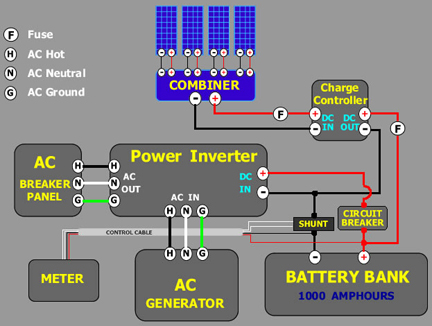 F Fuse
H AC Hot
N AC Neutral
G AC Ground
- + - + - + - +
- + - + - + - +
COMBINER
- +
Charge
Controller
F
+ DC DC +
- IN OUT -
F
AC
BREAKER
PANEL
H H
N N
G G
Power Inverter
AC
OUT
DC +
IN -
AC IN
H N G
CONTROL CABLE
SHUNT
CIRCUIT
BREAKER
METER
H N G
AC
GENERATOR
- +
BATTERY BANK
1000 AMPHOURS